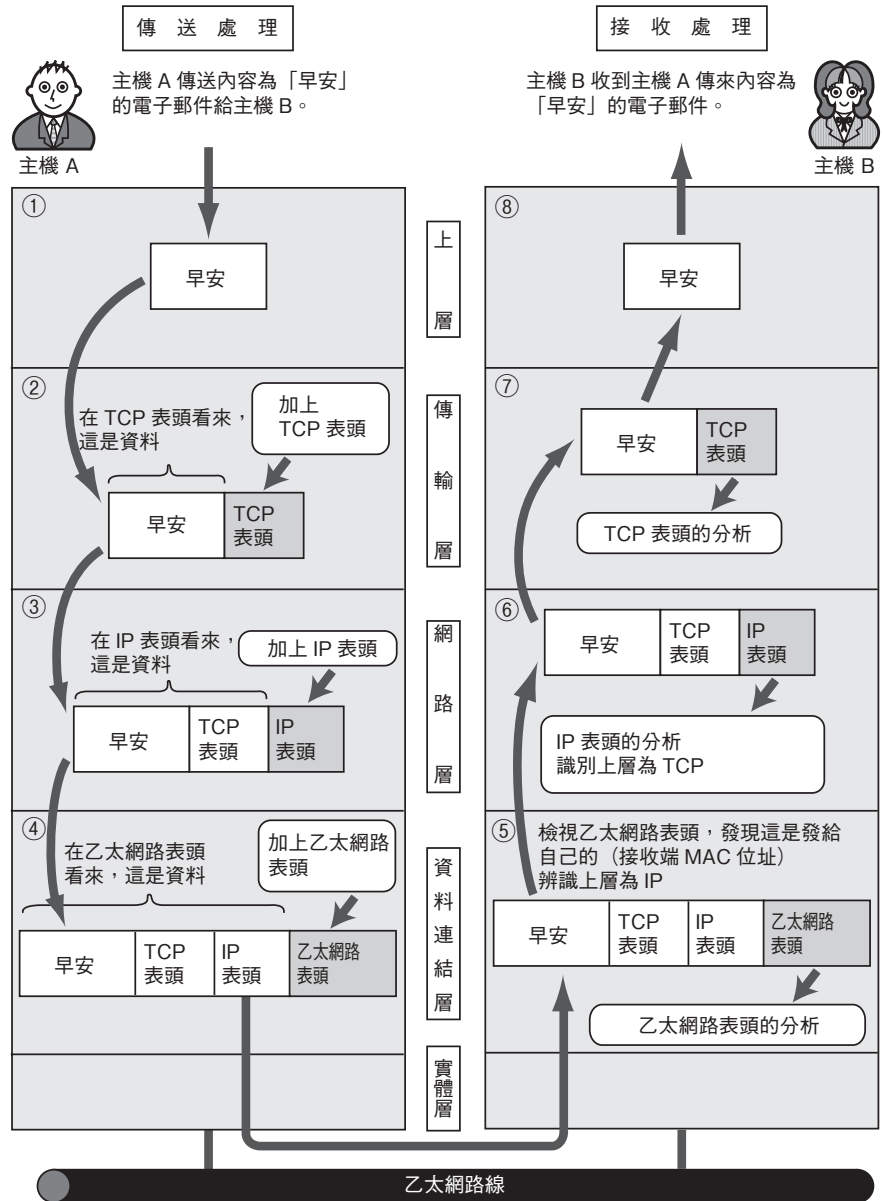 傳送處理
主機 A 傳送內容為「早安」
的電子郵件給主機 B。
主機 A
①
早安
②
在 TCP 表頭看來，
這是資料
加上
TCP 表頭
早安
TCP
表頭
③
在 IP 表頭看來，
這是資料
加上 IP 表頭
早安
TCP
表頭
IP
表頭
④
在乙太網路表頭
看來，這是資料
加上乙太網路
表頭
早安
TCP
表頭
IP
表頭
乙太網路
表頭
上層
傳輸層
網路層
資料連結層
實體層
接收處理
主機 B 收到主機 A 傳來內容為
「早安」的電子郵件。
主機 B
⑧
早安
⑦
早安
TCP
表頭
TCP 表頭的分析
⑥
早安
TCP
表頭
IP
表頭
IP 表頭的分析
識別上層為 TCP
⑤
檢視乙太網路表頭，發現這是發給
自己的（接收端 MAC 位址）
辨識上層為 IP
早安
TCP
表頭
IP
表頭
乙太網路
表頭
乙太網路表頭的分析
乙太網路線